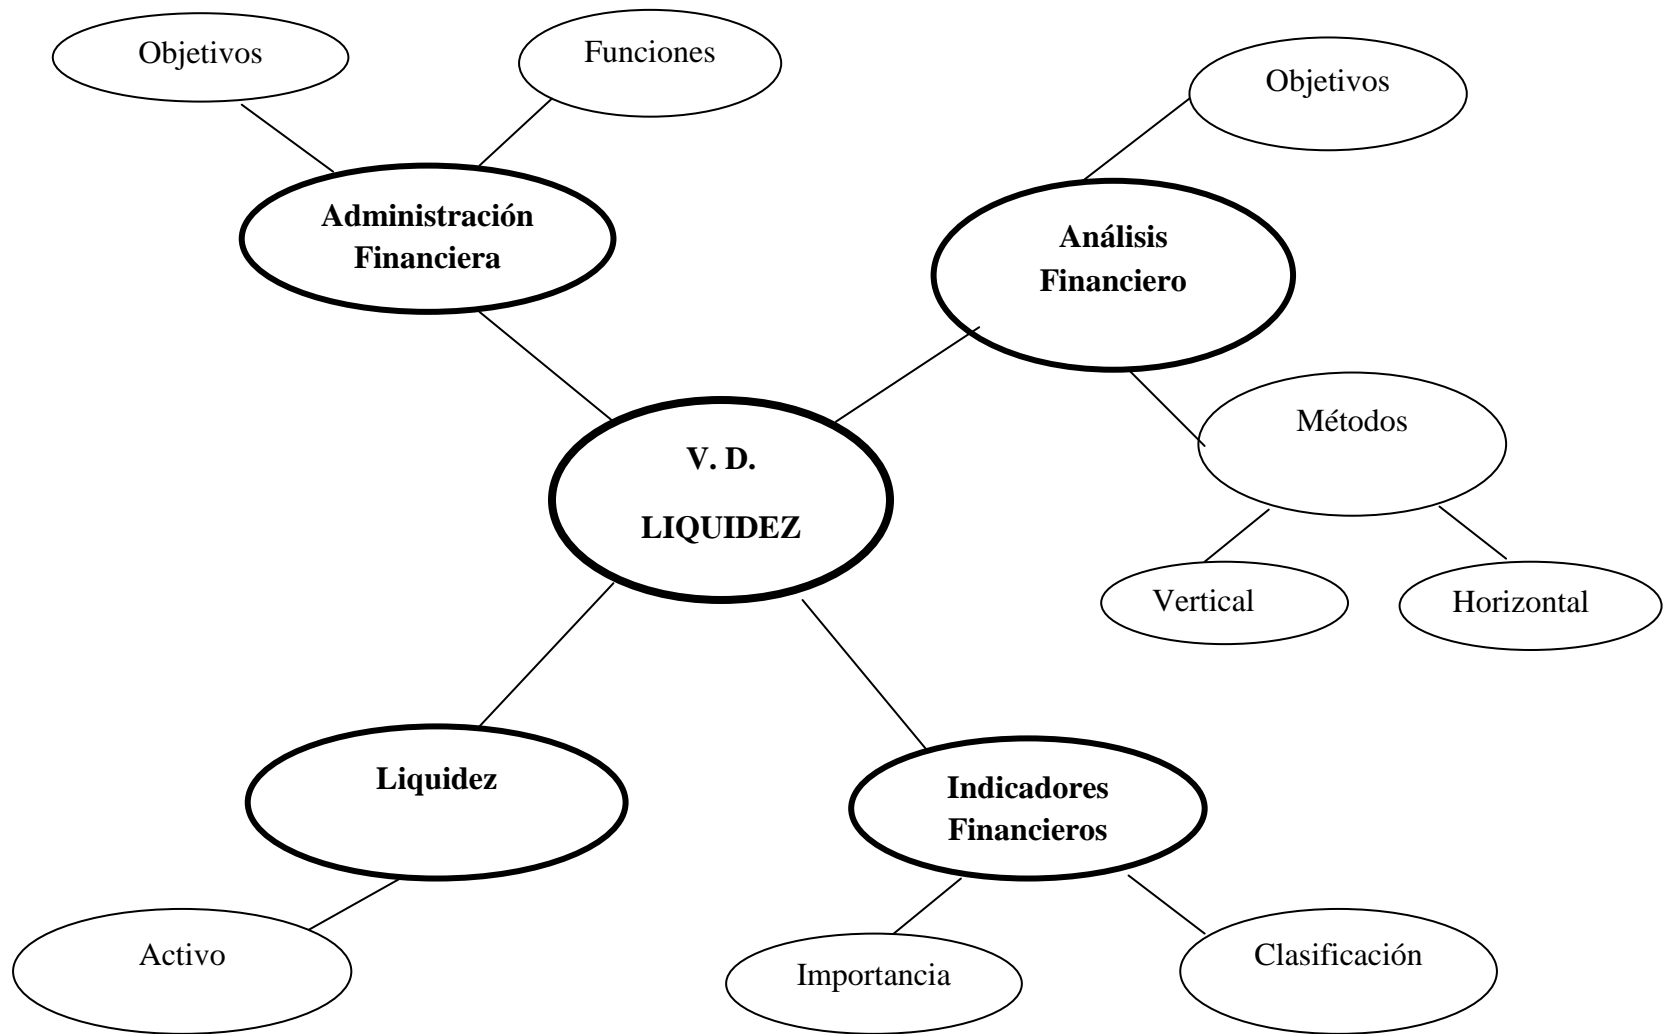 Objetivos
Funciones
Objetivos
Administración
Financiera
Análisis
Financiero
Métodos
V. D.
LIQUIDEZ
Vertical
Horizontal
Liquidez
Indicadores
Financieros
Activo
Importancia
Clasificación